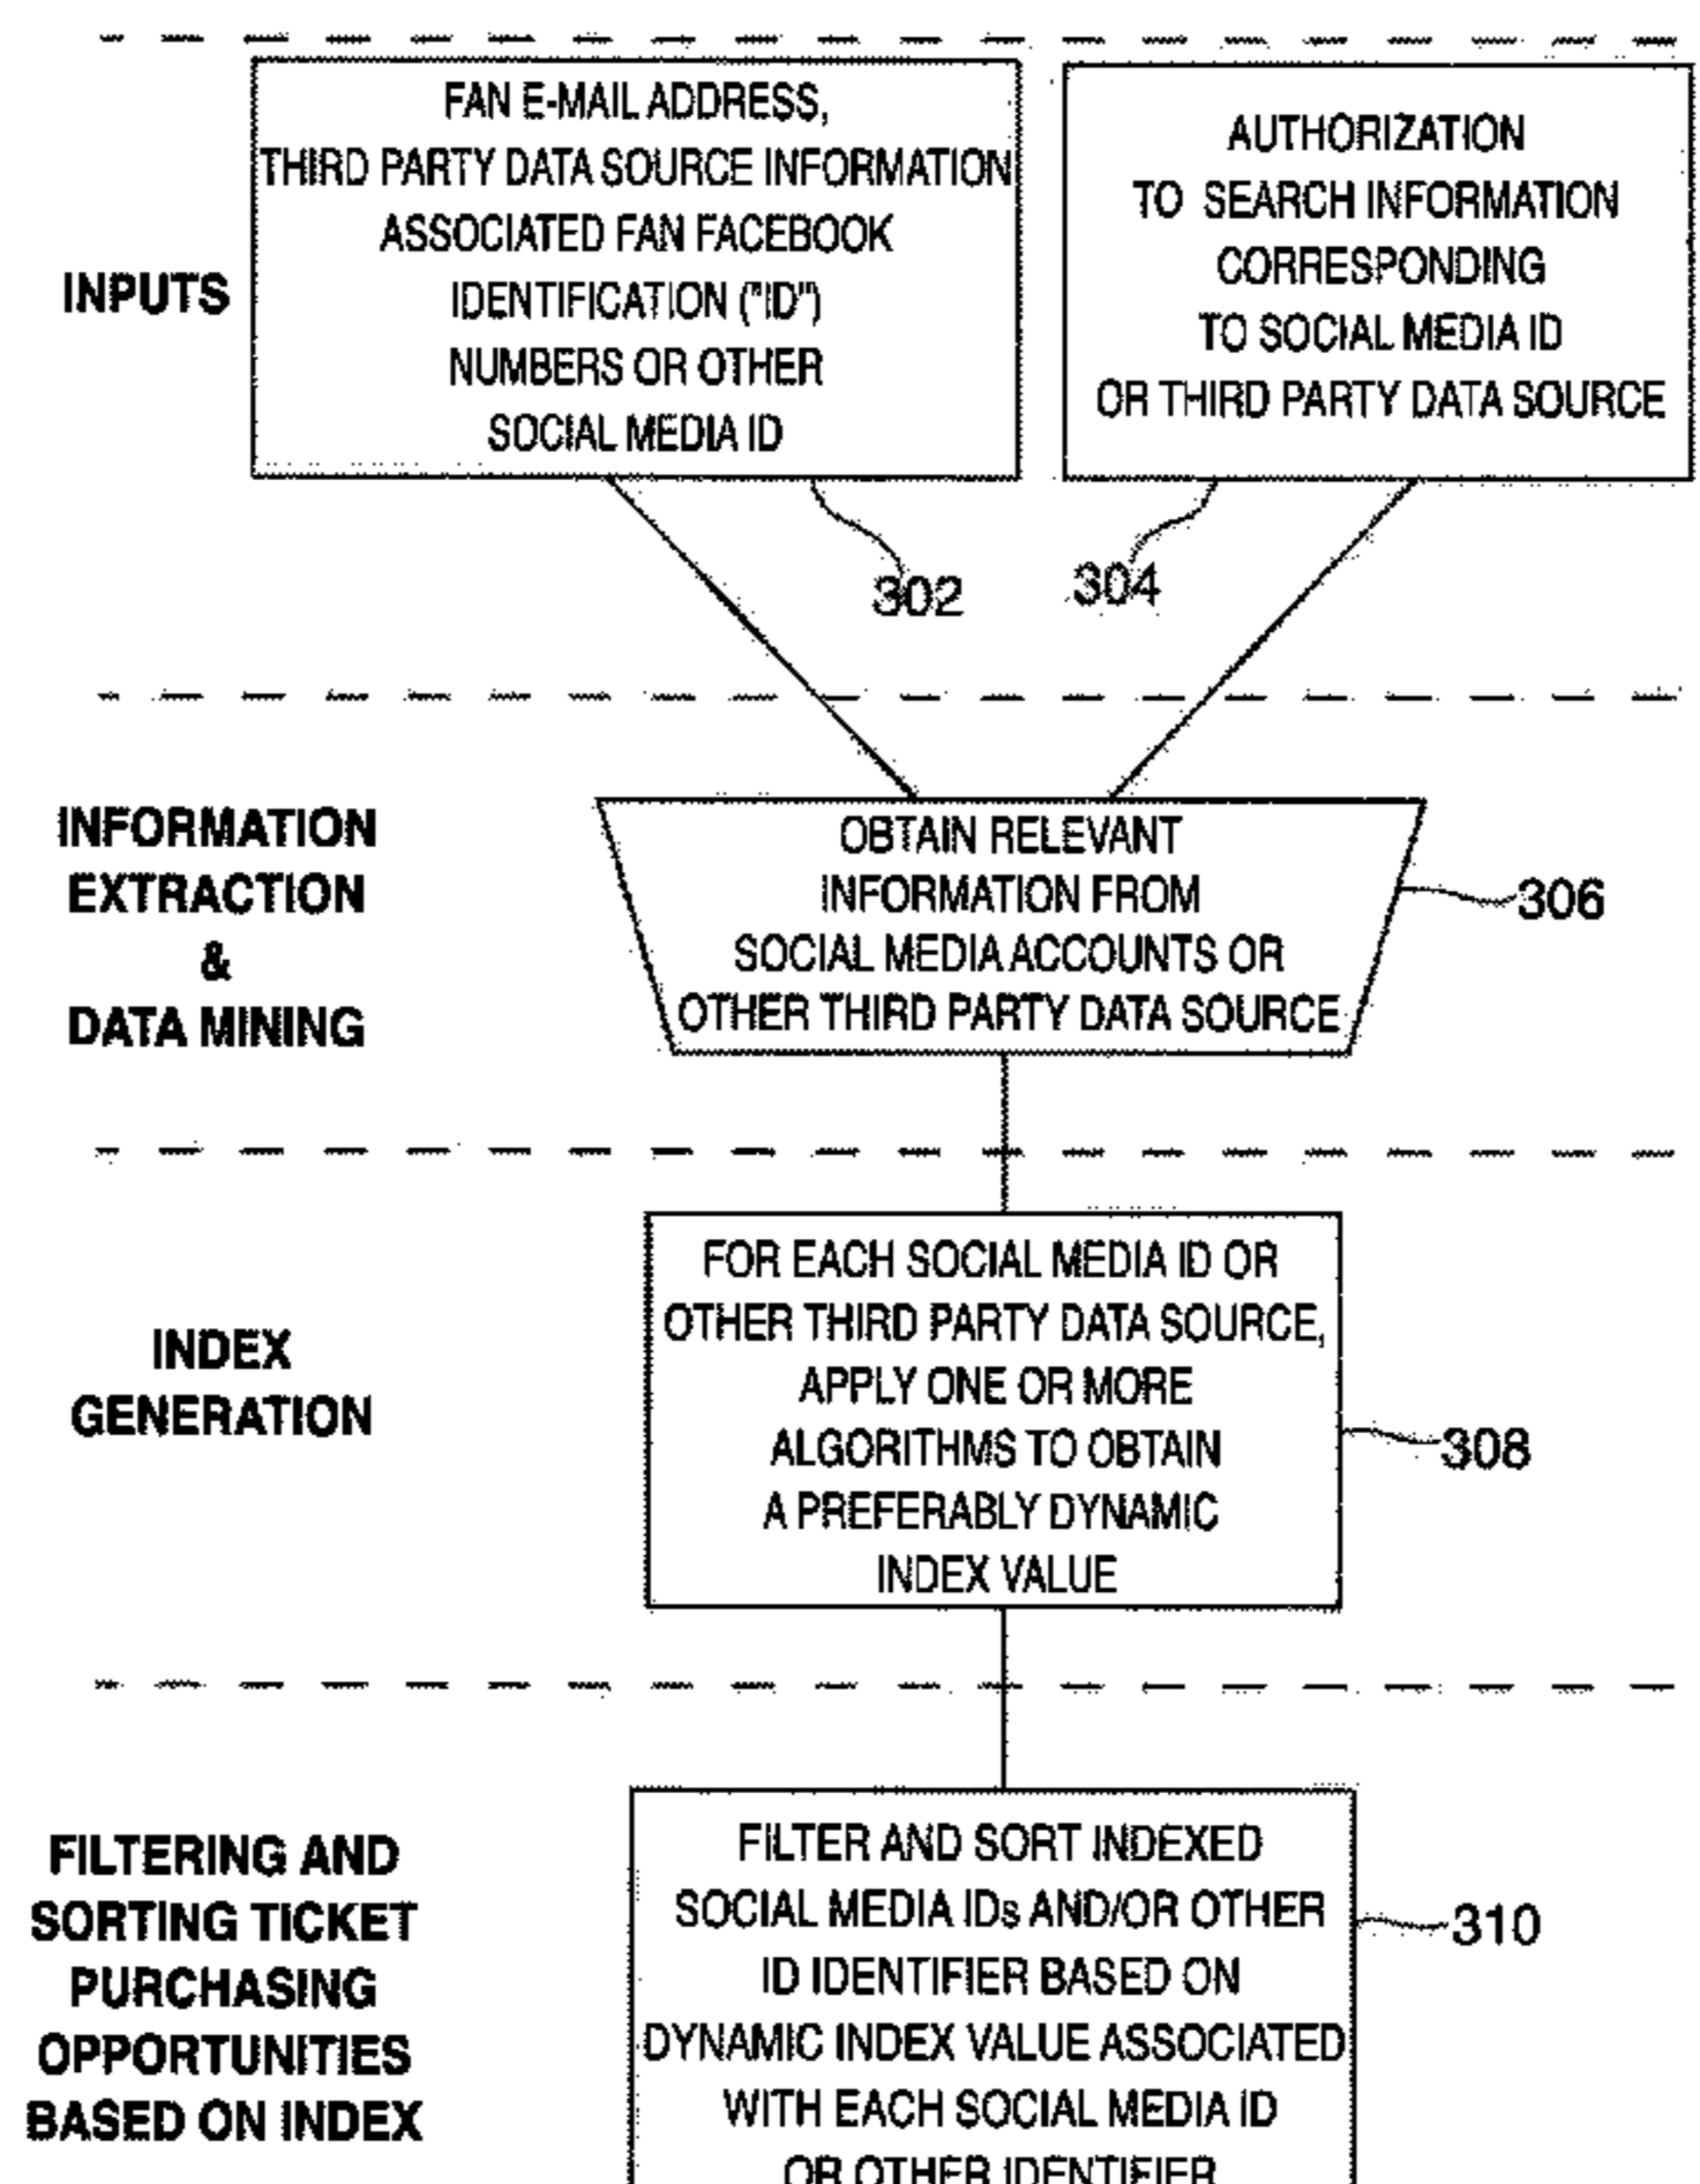 INPUTS
FAN E-MAIL ADDRESS,
THIRD PARTY DATA SOURCE INFORMATION
ASSOCIATED FAN FACEBOOK
IDENTIFICATION ("ID")
NUMBERS OR OTHER
SOCIAL MEDIA ID
302
AUTHORIZATION
TO SEARCH INFORMATION
CORRESPONDING
TO SOCIAL MEDIA ID
OR THIRD PARTY DATA SOURCE
304
INFORMATION
EXTRACTION
&
DATA MINING
OBTAIN RELEVANT
INFORMATION FROM
SOCIAL MEDIA ACCOUNTS OR
OTHER THIRD PARTY DATA SOURCE
306
INDEX
GENERATION
FOR EACH SOCIAL MEDIA ID OR
OTHER THIRD PARTY DATA SOURCE,
APPLY ONE OR MORE
ALGORITHMS TO OBTAIN
A PREFERABLY DYNAMIC
INDEX VALUE
308
FILTERING AND
SORTING TICKET
PURCHASING
OPPORTUNITIES
BASED ON INDEX
FILTER AND SORT INDEXED
SOCIAL MEDIA IDs AND/OR OTHER
ID IDENTIFIER BASED ON
DYNAMIC INDEX VALUE ASSOCIATED
WITH EACH SOCIAL MEDIA ID
OR OTHER IDENTIFIER
310